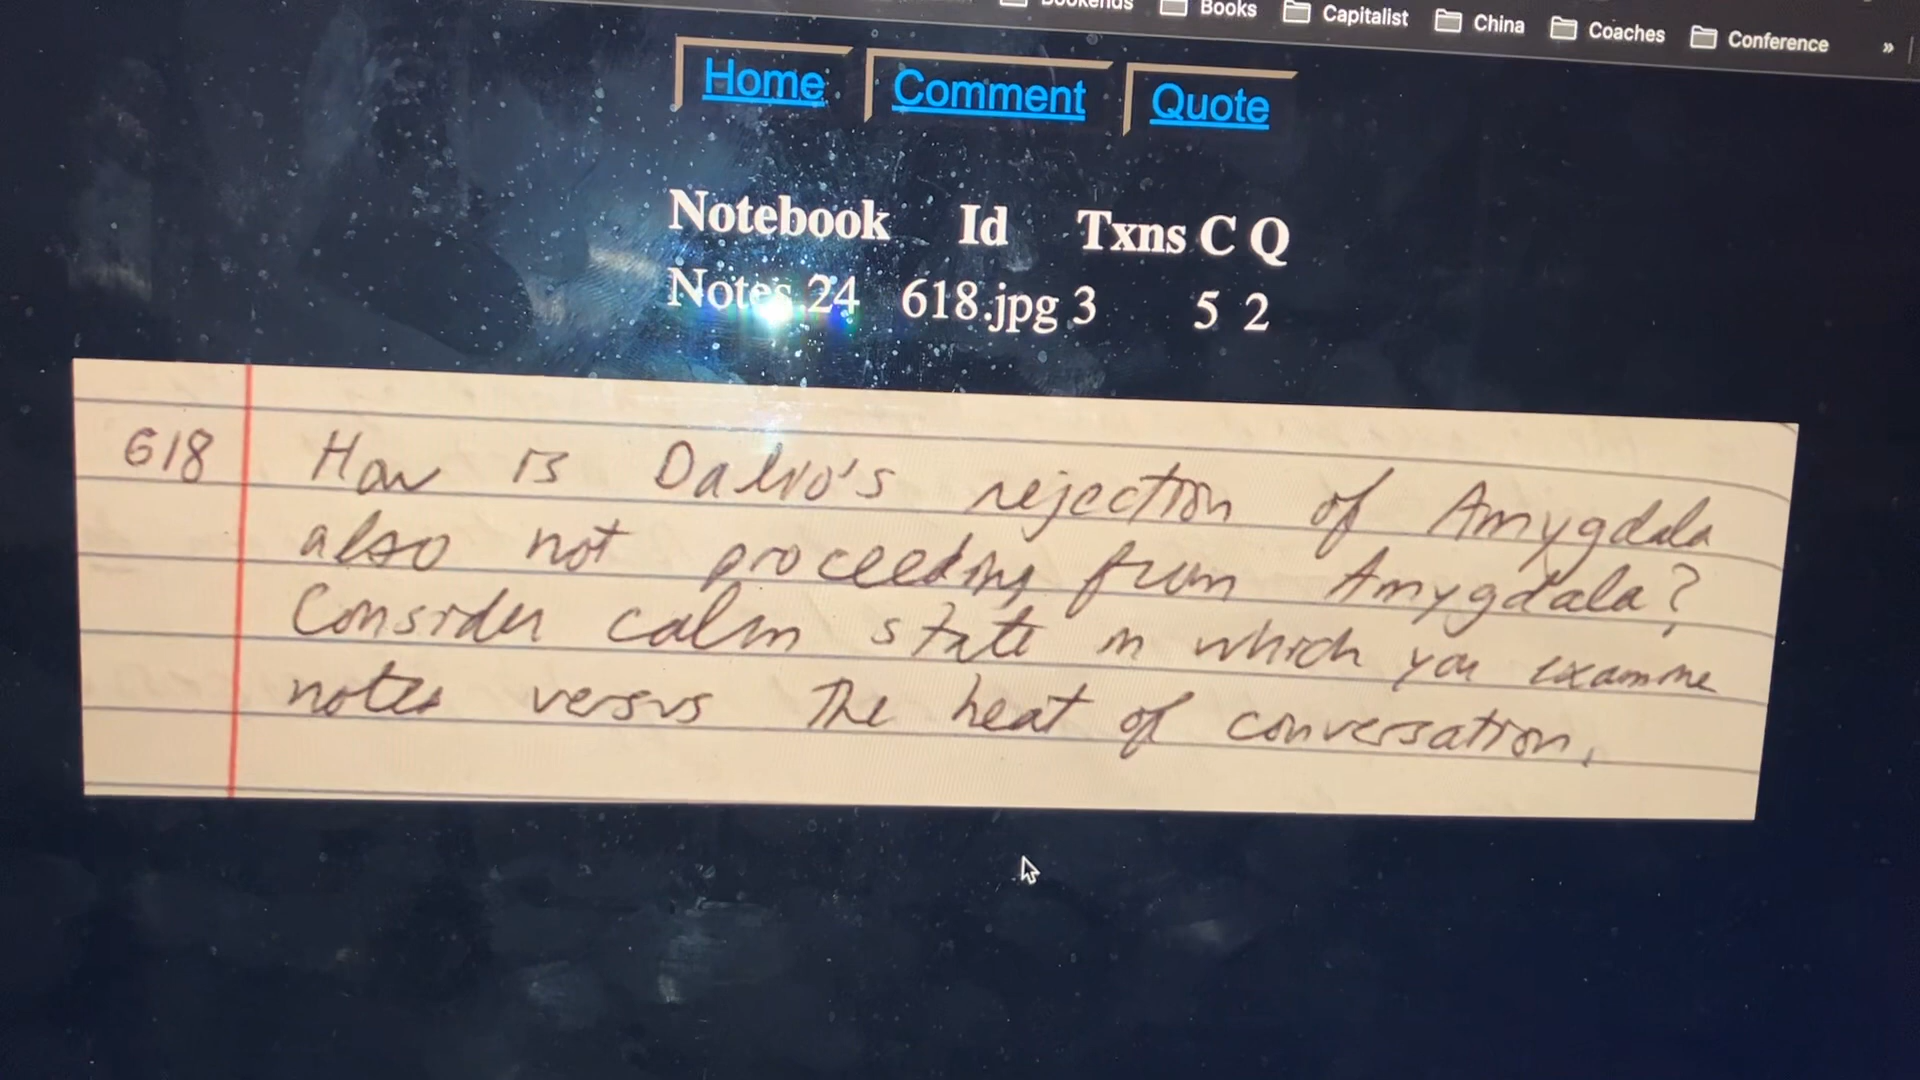 Books Capitalist China Coaches Conference »
Home Comment Quote
Notebook Id Txns C Q
Notes 24 618.jpg 3 5 2
618 How is Dalio's rejection of Amygdala
also not proceeding from Amygdala?
Consider calm state in which you examine
notes versus the heat of conversation.